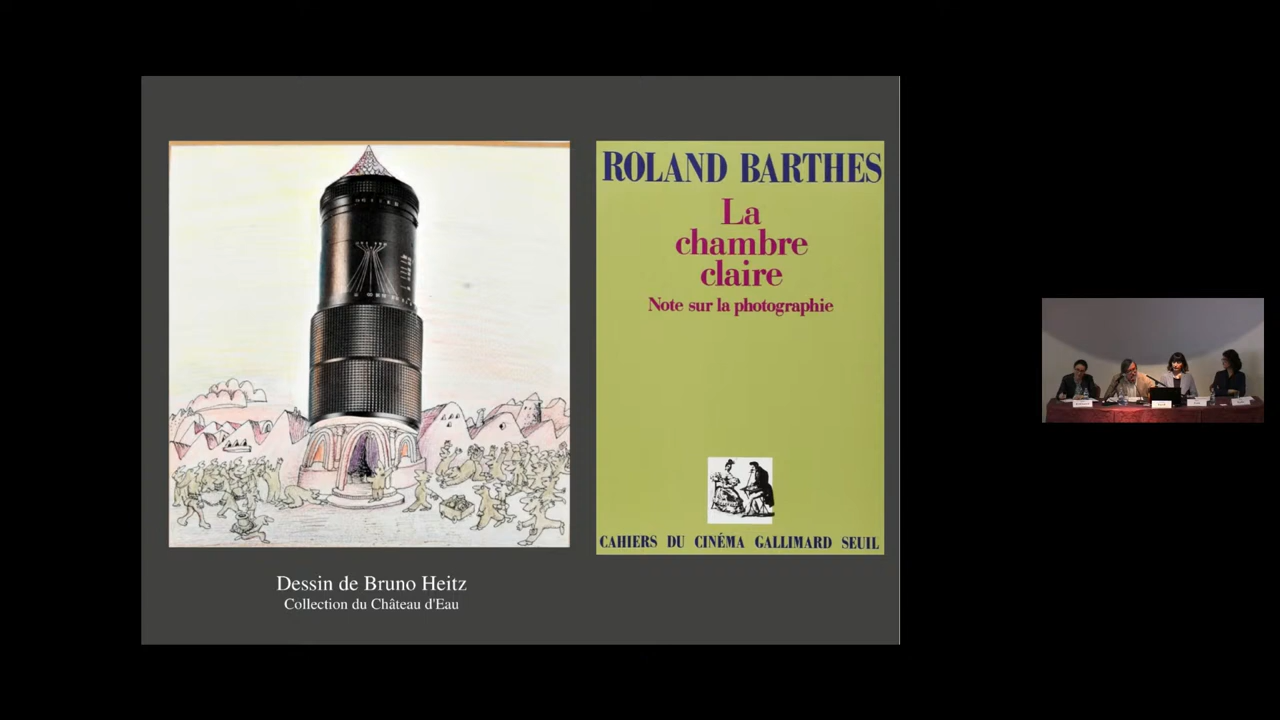 ROLAND BARTHES
La
chambre
claire
Note sur la photographie
CAHIERS DU CINÉMA GALLIMARD SEUIL
Dessin de Bruno Heitz
Collection du Château d'Eau